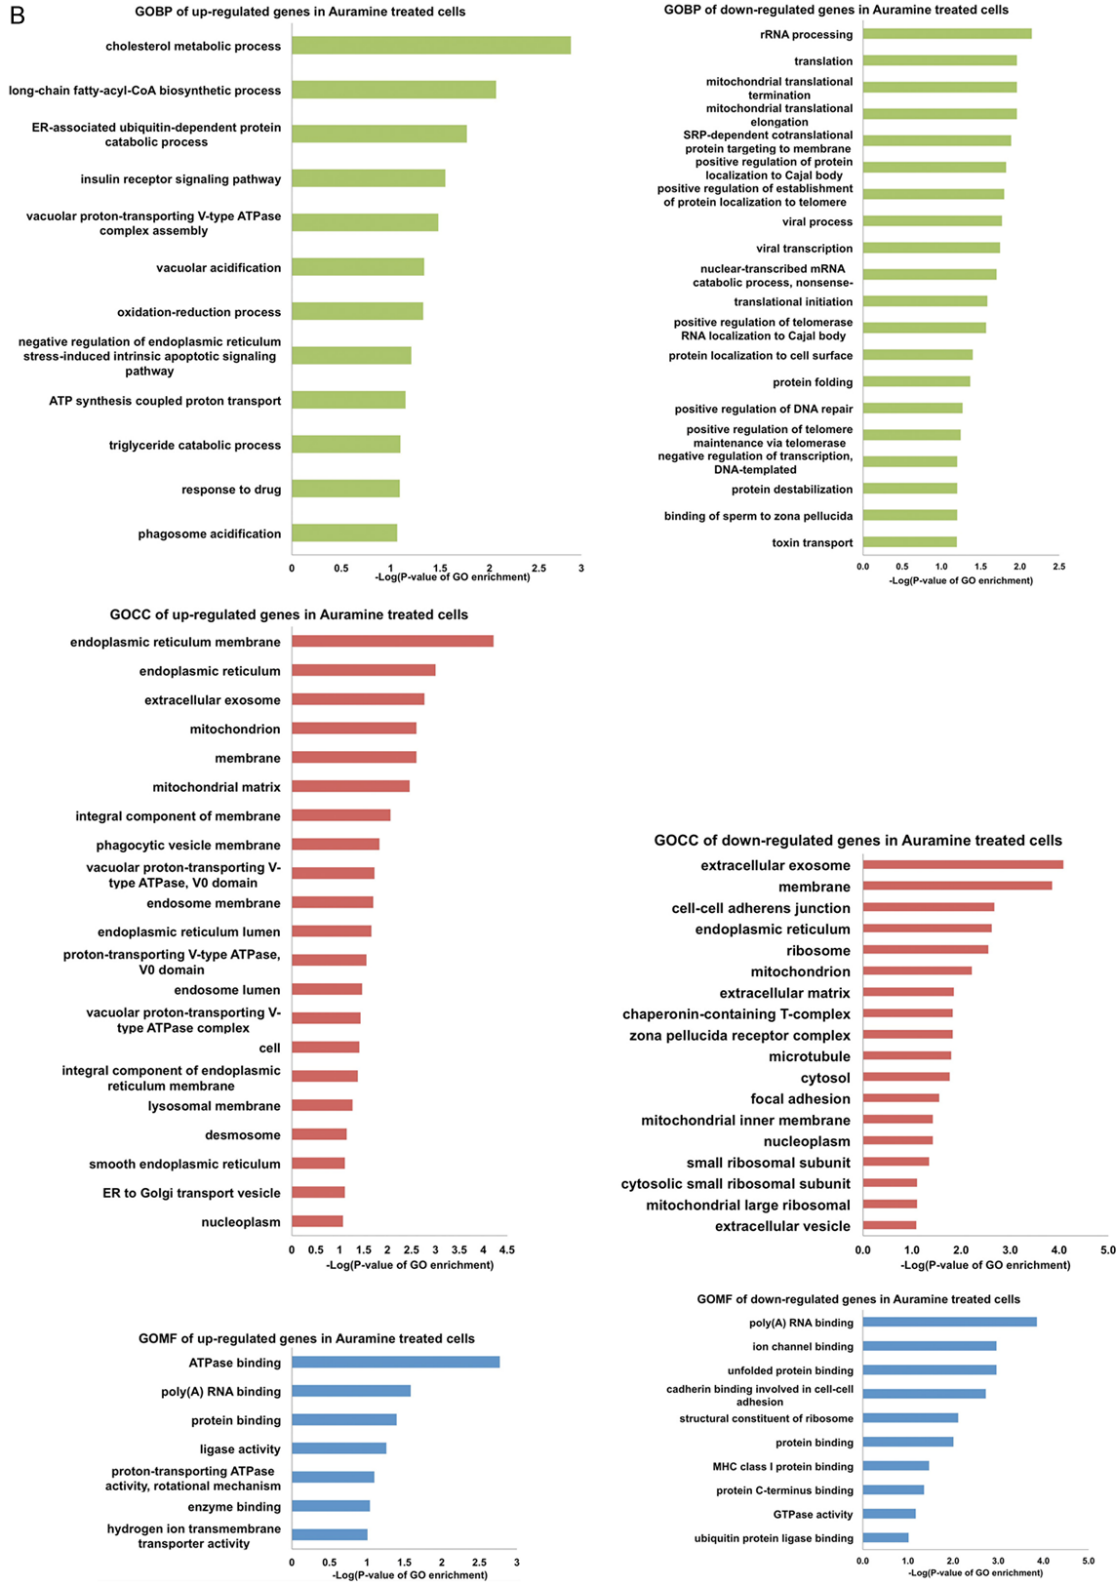 B
GOBP of up-regulated genes in Auramine treated cells
cholesterol metabolic process
long-chain fatty-acyl-CoA biosynthetic process
ER-associated ubiquitin-dependent protein
catabolic process
insulin receptor signaling pathway
vacuolar proton-transporting V-type ATPase
complex assembly
vacuolar acidification
oxidation-reduction process
negative regulation of endoplasmic reticulum
stress-induced intrinsic apoptotic signaling
pathway
ATP synthesis coupled proton transport
triglyceride catabolic process
response to drug
phagosome acidification
0 0.5 1 1.5 2 2.5 3
-Log(P-value of GO enrichment)
GOBP of down-regulated genes in Auramine treated cells
rRNA processing
translation
mitochondrial translational
termination
mitochondrial translational
elongation
SRP-dependent cotranslational
protein targeting to membrane
positive regulation of protein
localization to Cajal body
positive regulation of establishment
of protein localization to telomere
viral process
viral transcription
nuclear-transcribed mRNA
catabolic process, nonsense-
translational initiation
positive regulation of telomerase
RNA localization to Cajal body
protein localization to cell surface
protein folding
positive regulation of DNA repair
positive regulation of telomere
maintenance via telomerase
negative regulation of transcription,
DNA-templated
protein destabilization
binding of sperm to zona pellucida
toxin transport
0.0 0.5 1.0 1.5 2.0 2.5
-Log(P-value of GO enrichment)
GOCC of up-regulated genes in Auramine treated cells
endoplasmic reticulum membrane
endoplasmic reticulum
extracellular exosome
mitochondrion
membrane
mitochondrial matrix
integral component of membrane
phagocytic vesicle membrane
vacuolar proton-transporting V-
type ATPase, V0 domain
endosome membrane
endoplasmic reticulum lumen
proton-transporting V-type ATPase,
V0 domain
endosome lumen
vacuolar proton-transporting V-
type ATPase complex
cell
integral component of endoplasmic
reticulum membrane
lysosomal membrane
desmosome
smooth endoplasmic reticulum
ER to Golgi transport vesicle
nucleoplasm
0 0.5 1 1.5 2 2.5 3 3.5 4 4.5
-Log(P-value of GO enrichment)
GOCC of down-regulated genes in Auramine treated cells
extracellular exosome
membrane
cell-cell adherens junction
endoplasmic reticulum
ribosome
mitochondrion
extracellular matrix
chaperonin-containing T-complex
zona pellucida receptor complex
microtubule
cytosol
focal adhesion
mitochondrial inner membrane
nucleoplasm
small ribosomal subunit
cytosolic small ribosomal subunit
mitochondrial large ribosomal
extracellular vesicle
0.0 1.0 2.0 3.0 4.0 5.0
-Log(P-value of GO enrichment)
GOMF of up-regulated genes in Auramine treated cells
ATPase binding
poly(A) RNA binding
protein binding
ligase activity
proton-transporting ATPase
activity, rotational mechanism
enzyme binding
hydrogen ion transmembrane
transporter activity
0 0.5 1 1.5 2 2.5 3
-Log(P-value of GO enrichment)
GOMF of down-regulated genes in Auramine treated cells
poly(A) RNA binding
ion channel binding
unfolded protein binding
cadherin binding involved in cell-cell
adhesion
structural constituent of ribosome
protein binding
MHC class I protein binding
protein C-terminus binding
GTPase activity
ubiquitin protein ligase binding
0.0 1.0 2.0 3.0 4.0 5.0
-Log(P-value of GO enrichment)